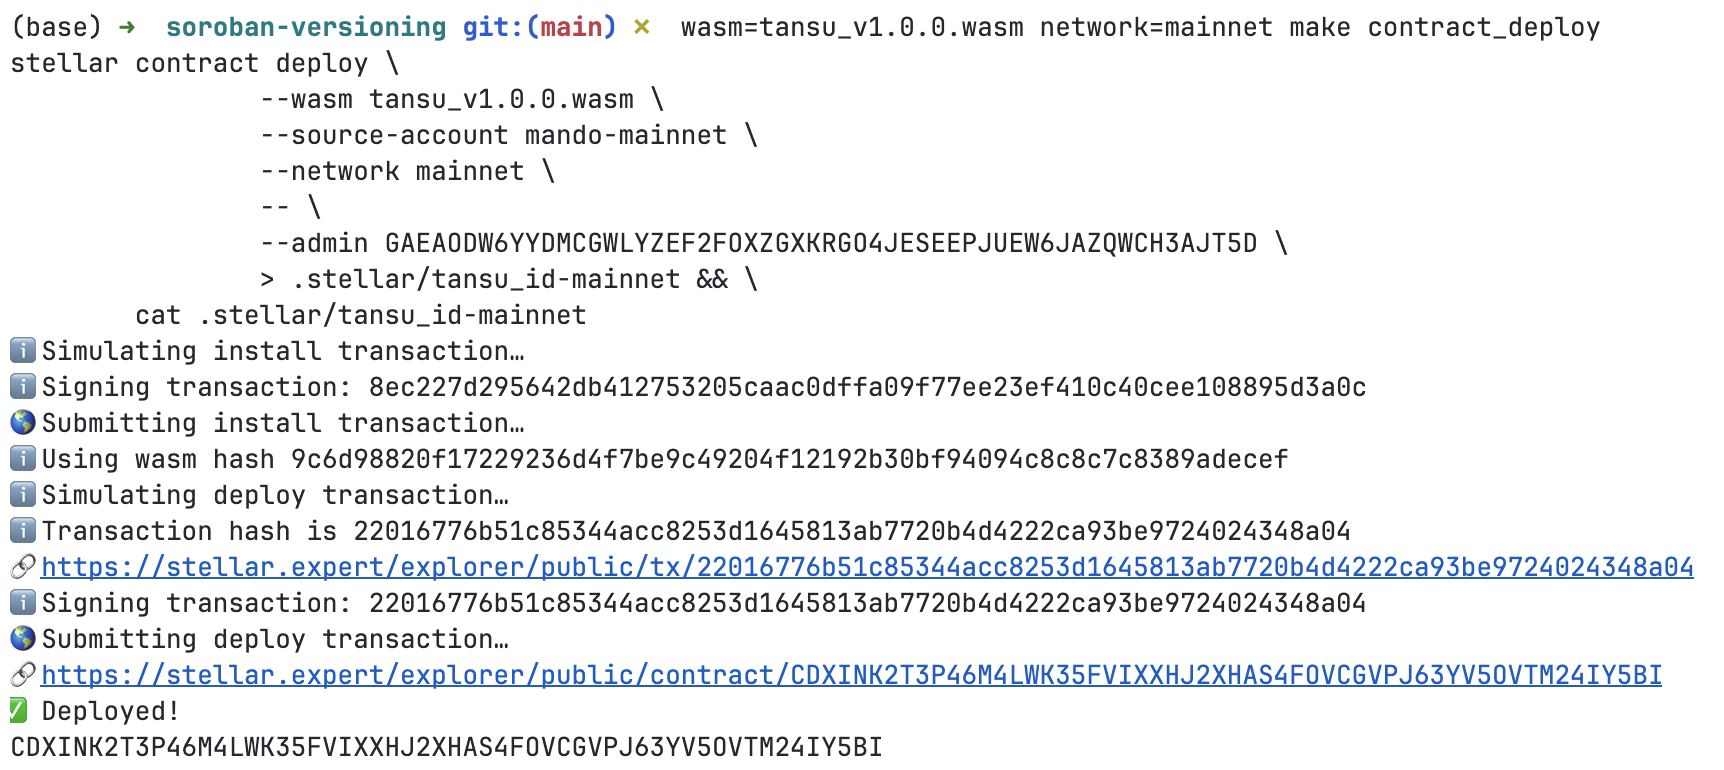 (base) ➜  soroban-versioning git:(main) ✗  wasm=tansu_v1.0.0.wasm network=mainnet make contract_deploy
stellar contract deploy \
--wasm tansu_v1.0.0.wasm \
--source-account mando-mainnet \
--network mainnet \
-- \
--admin GAEAODW6YYDMCGWLYZEF2FOXZGXKRGO4JESEEPJUEW6JAZQWCH3AJT5D \
> .stellar/tansu_id-mainnet && \
cat .stellar/tansu_id-mainnet
ℹ️ Simulating install transaction…
ℹ️ Signing transaction: 8ec227d295642db412753205caac0dffa09f77ee23ef410c40cee108895d3a0c
🌎 Submitting install transaction…
ℹ️ Using wasm hash 9c6d98820f17229236d4f7be9c49204f12192b30bf94094c8c8c7c8389adecef
ℹ️ Simulating deploy transaction…
ℹ️ Transaction hash is 22016776b51c85344acc8253d1645813ab7720b4d4222ca93be9724024348a04
🔗 https://stellar.expert/explorer/public/tx/22016776b51c85344acc8253d1645813ab7720b4d4222ca93be9724024348a04
ℹ️ Signing transaction: 22016776b51c85344acc8253d1645813ab7720b4d4222ca93be9724024348a04
🌎 Submitting deploy transaction…
🔗 https://stellar.expert/explorer/public/contract/CDXINK2T3P46M4LWK35FVIXXHJ2XHAS4FOVCGVPJ63YV5OVTM24IY5BI
✅ Deployed!
CDXINK2T3P46M4LWK35FVIXXHJ2XHAS4FOVCGVPJ63YV5OVTM24IY5BI